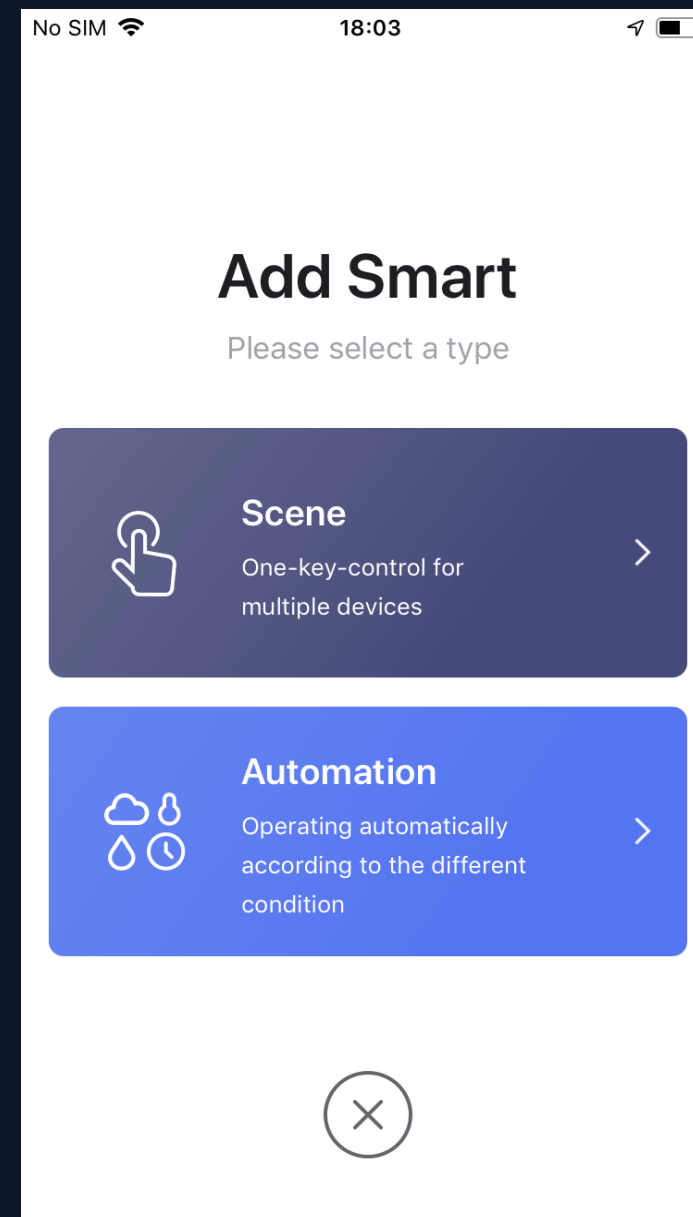 No SIM 18:03
Add Smart
Please select a type
Scene
One-key-control for
multiple devices
Automation
Operating automatically
according to the different
condition